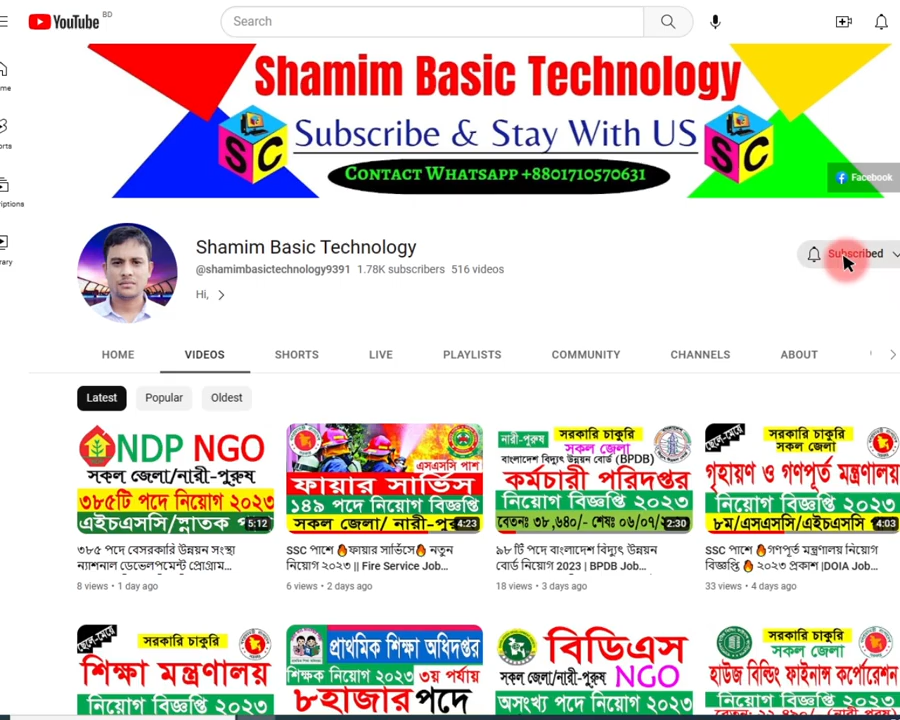 YouTube BD
Search
Shamim Basic Technology
Subscribe & Stay With US
SC
SC
CONTACT WHATSAPP +8801710570631
Facebook
Shamim Basic Technology
@shamimbasictechnology9391 1.78K subscribers 516 videos
Hi,
Subscribed
HOME VIDEOS SHORTS LIVE PLAYLISTS COMMUNITY CHANNELS ABOUT
Latest Popular Oldest
NDP NGO
সকল জেলা/নারী-পুরুষ
৩৮৫টি পদে নিয়োগ ২০২৩
এইচএসসি/স্নাতক
5:12
৩৮৫ পদে বেসরকারি উন্নয়ন সংস্থা
ন্যাশনাল ডেভেলপমেন্ট প্রোগ্রাম...
8 views • 1 day ago
এসএসসি পাশ
ফায়ার সার্ভিস
১৪৯ পদে নিয়োগ বিজ্ঞপ্তি
সকল জেলা/ নারী-পুরু
4:23
SSC পাশে 🔥ফায়ার সার্ভিসে🔥 নতুন
নিয়োগ ২০২৩ || Fire Service Job...
6 views • 2 days ago
নারী-পুরুষ
সরকারি চাকুরি
সকল জেলা
বাংলাদেশ বিদ্যুৎ উন্নয়ন বোর্ড (BPDB)
কর্মচারী পরিদপ্তর
নিয়োগ বিজ্ঞপ্তি ২০২৩
বেতনঃ ৩৮,৬৪০/- শেষঃ ০৬/০৭/২
2:30
৯৮ টি পদে বাংলাদেশ বিদ্যুৎ উন্নয়ন
বোর্ড নিয়োগ 2023 | BPDB Job...
18 views • 3 days ago
ছেলে-মেয়ে
সরকারি চাকুরি
সকল জেলা
গৃহায়ণ ও গণপূর্ত মন্ত্রণালয়
নিয়োগ বিজ্ঞপ্তি ২০২৩
৮ম/এসএসসি/এইচএসসি
4:03
SSC পাশে 🔥গণপূর্ত মন্ত্রণালয় নিয়োগ
বিজ্ঞপ্তি 🔥 ২০২৩ প্রকাশ |DOIA Job...
33 views • 4 days ago
ছেলে-মেয়ে
সরকারি চাকুরি
শিক্ষা মন্ত্রণালয়
নিয়োগ বিজ্ঞপ্তি ২০২৩
প্রাথমিক শিক্ষা অধিদপ্তর
শিক্ষক নিয়োগ ২০২৩ ৩য় পর্যায়
৮হাজার পদে
বিডিএস
সকল জেলা/নারী-পুরুষ NGO
অসংখ্য পদে নিয়োগ ২০২৩
সরকারি চাকুরি
সকল জেলা
হাউজ বিল্ডিং ফাইনান্স কর্পোরেশন
নিয়োগ বিজ্ঞপ্তি ২০২৩